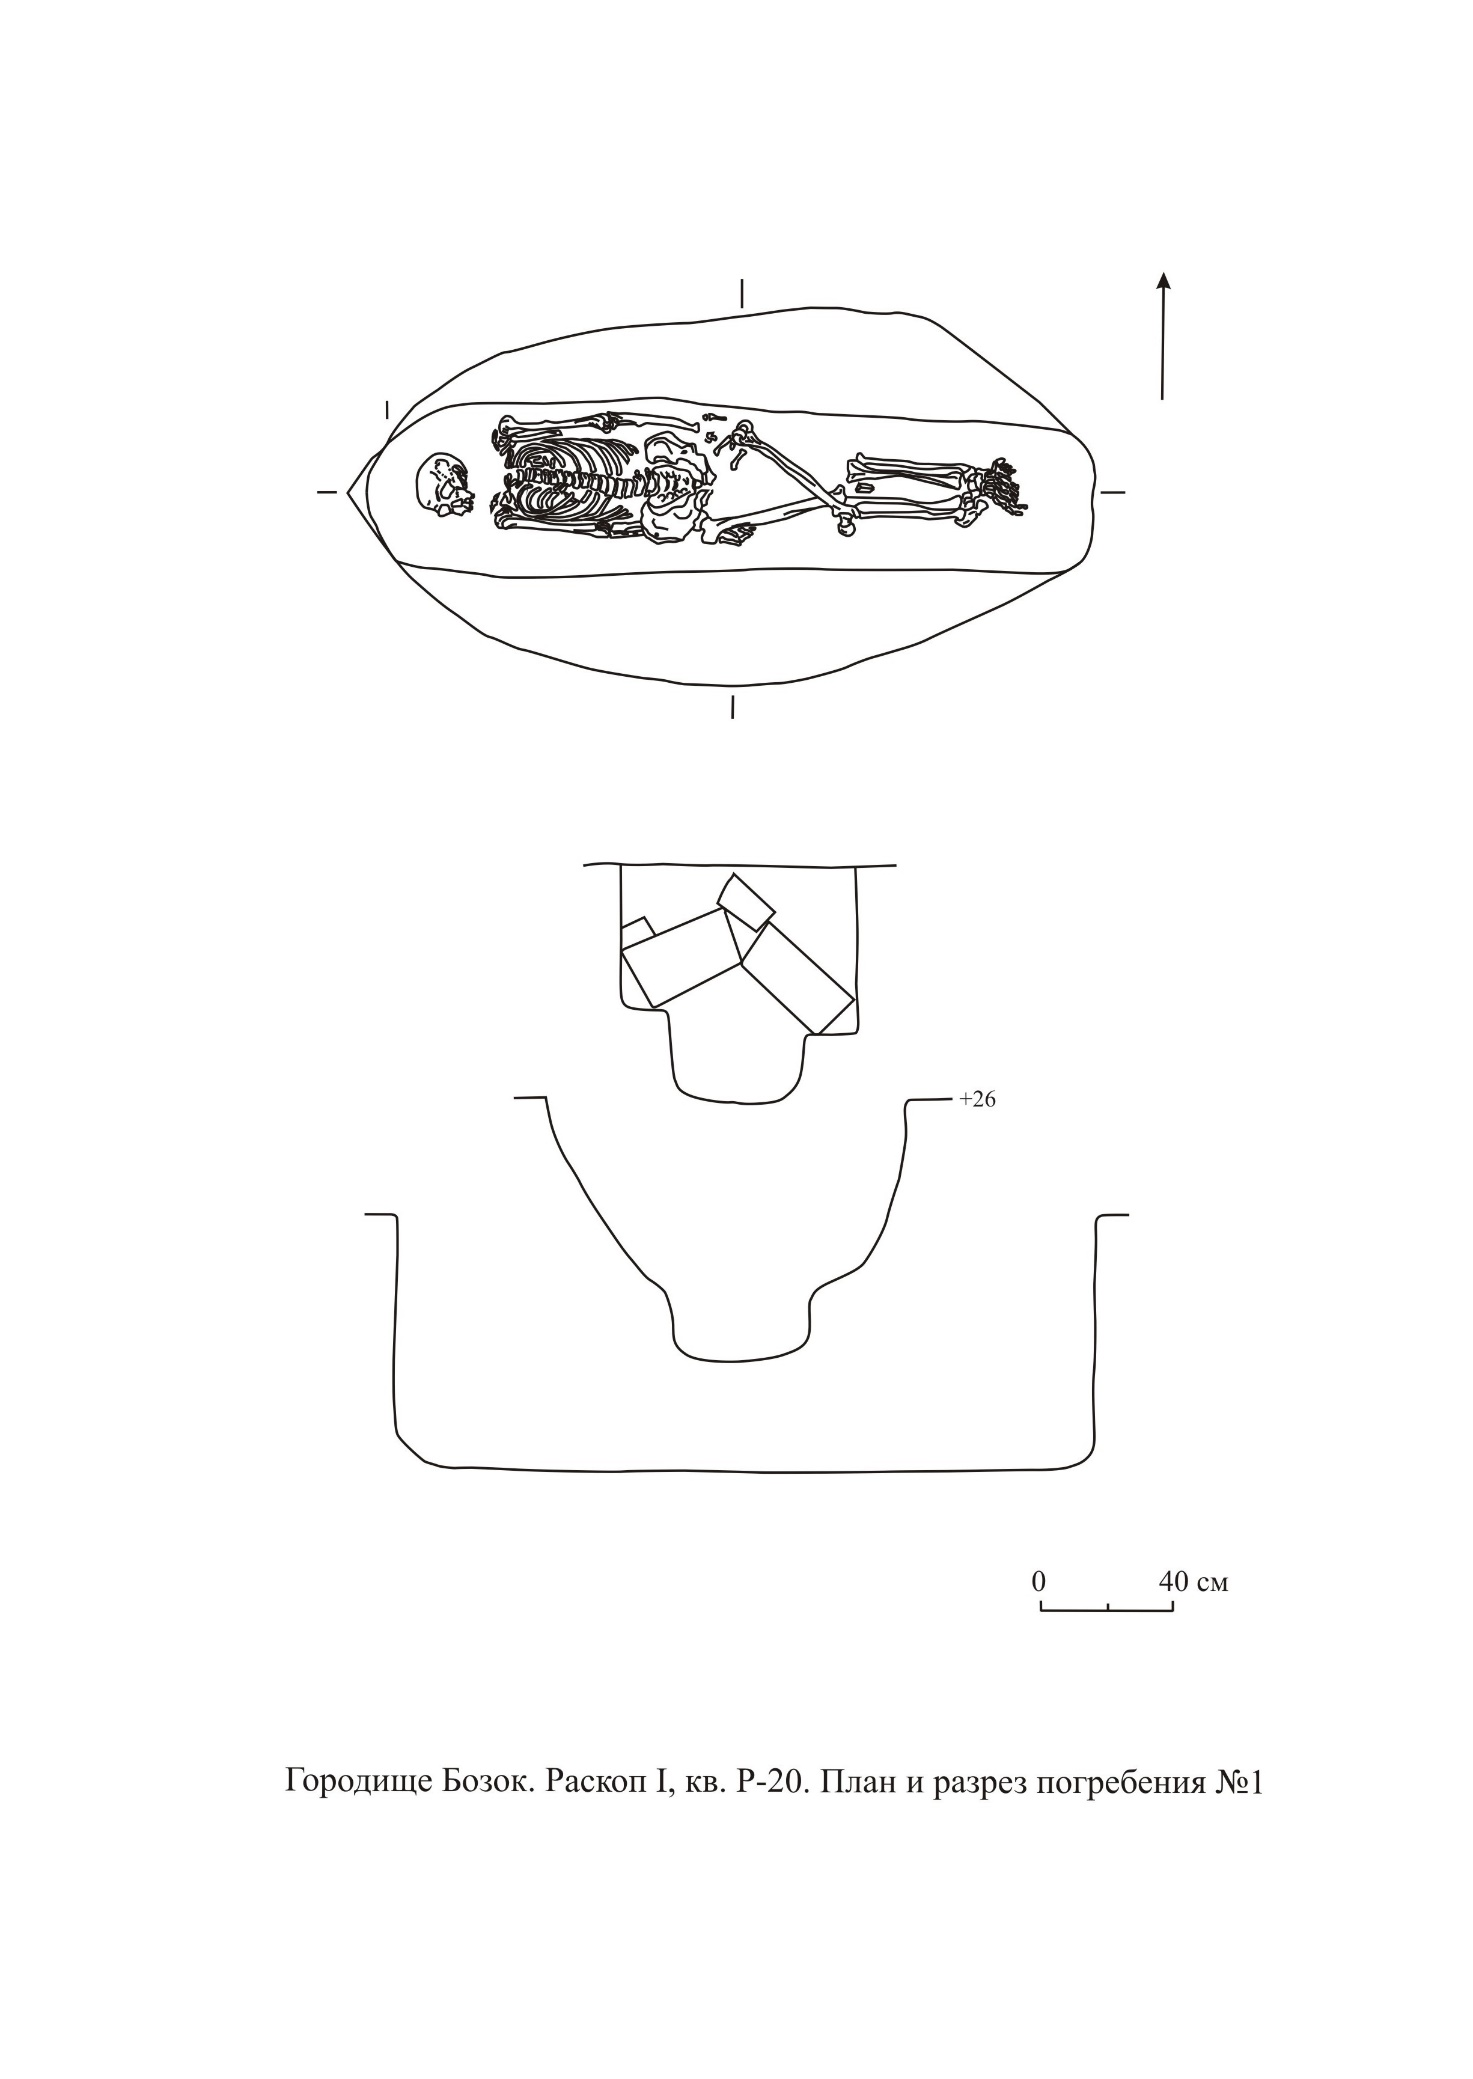 +26
0 40 см
Городище Бозок. Раскоп I, кв. Р-20. План и разрез погребения №1